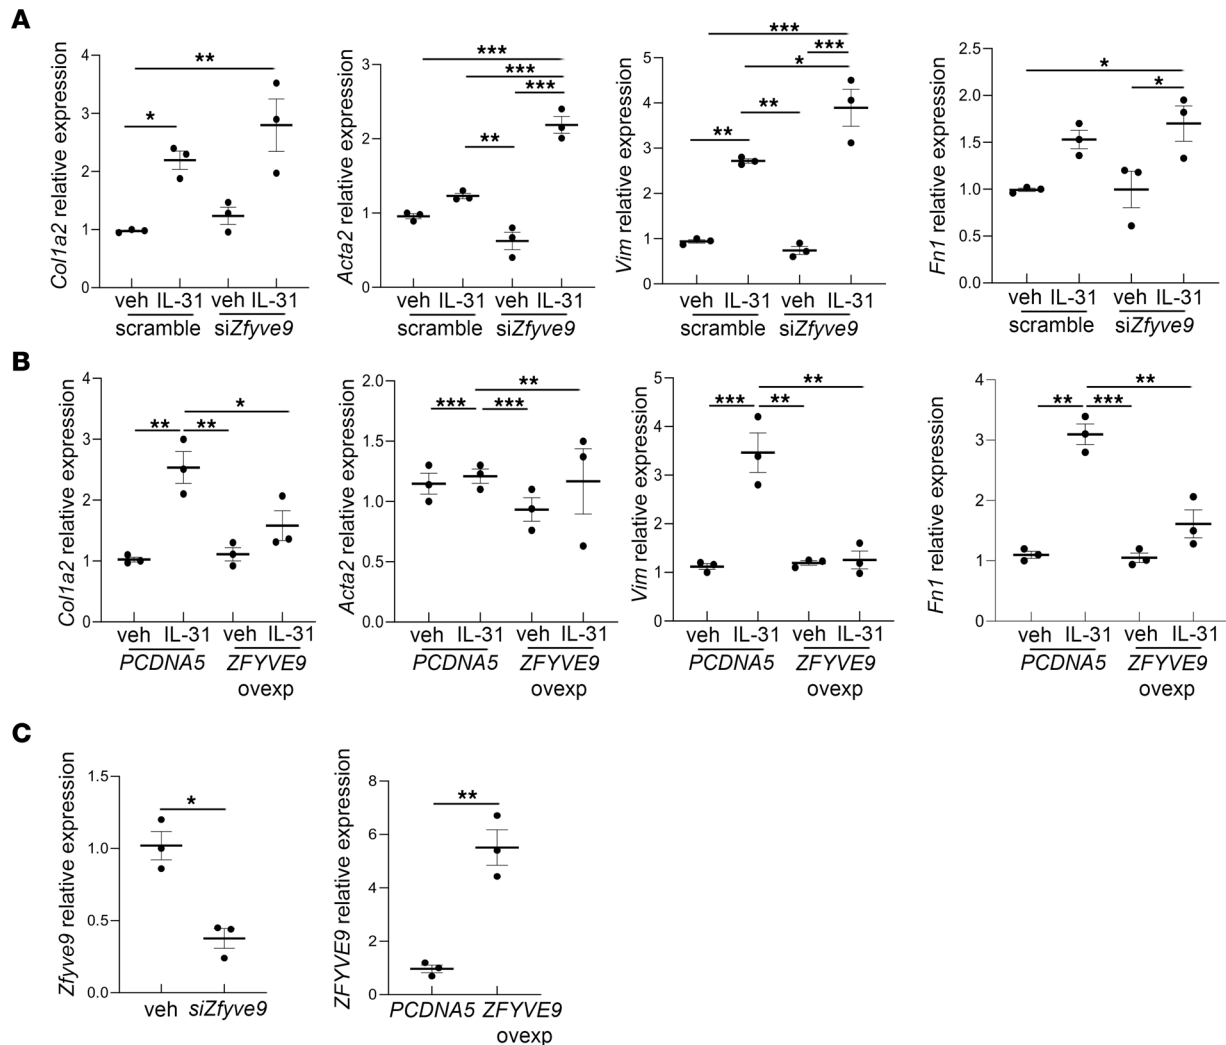 A
Col1a2 relative expression
4
3
2
1
0
**
*
veh IL-31 veh IL-31
scramble siZfyve9
Acta2 relative expression
3
2
1
0
***
***
***
**
veh IL-31 veh IL-31
scramble siZfyve9
Vim relative expression
5
4
3
2
1
0
***
***
*
**
**
veh IL-31 veh IL-31
scramble siZfyve9
Fn1 relative expression
2.5
2.0
1.5
1.0
0.5
0.0
*
*
veh IL-31 veh IL-31
scramble siZfyve9
B
Col1a2 relative expression
4
3
2
1
0
*
** **
veh IL-31 veh IL-31
PCDNA5 ZFYVE9
ovexp
Acta2 relative expression
2.0
1.5
1.0
0.5
0.0
**
*** ***
veh IL-31 veh IL-31
PCDNA5 ZFYVE9
ovexp
Vim relative expression
5
4
3
2
1
0
**
*** **
veh IL-31 veh IL-31
PCDNA5 ZFYVE9
ovexp
Fn1 relative expression
4
3
2
1
0
**
** ***
veh IL-31 veh IL-31
PCDNA5 ZFYVE9
ovexp
C
Zfyve9 relative expression
1.5
1.0
0.5
0.0
*
veh siZfyve9
ZFYVE9 relative expression
8
6
4
2
0
**
PCDNA5 ZFYVE9
ovexp